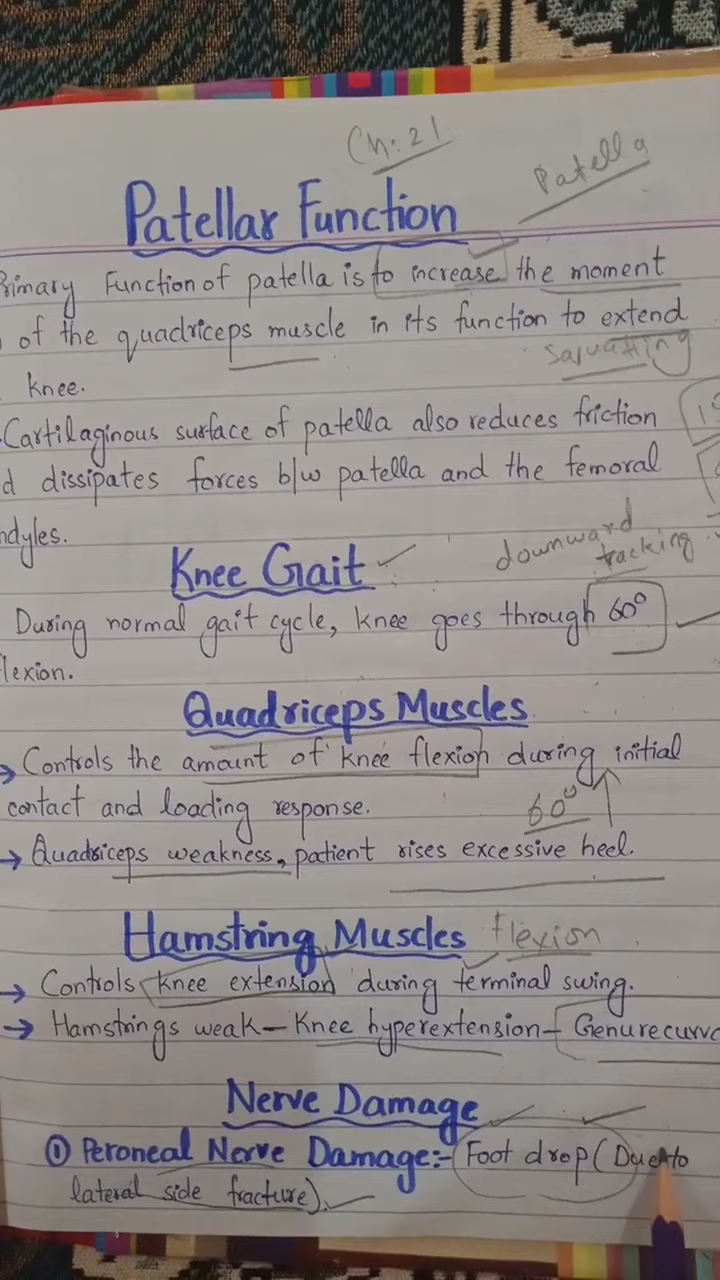 Ch:21
Patella
Patellar Function
Primary Function of patella is to increase the moment
of the quadriceps muscle in its function to extend
squatting
knee.
Cartilaginous surface of patella also reduces friction
d dissipates forces b/w patella and the femoral
ndyles.
downward
tracking
Knee Gait
During normal gait cycle, knee goes through 60°
lexion.
Quadriceps Muscles
→ Controls the amount of knee flexion during initial
contact and loading response.
60°
→ Quadriceps weakness, patient rises excessive heel.
Hamstring Muscles flexion
→ Controls knee extension during terminal swing.
→ Hamstrings weak - Knee hyperextension - Genurecurva
Nerve Damage
① Peroneal Nerve Damage:- Foot drop (Due to
lateral side fracture).